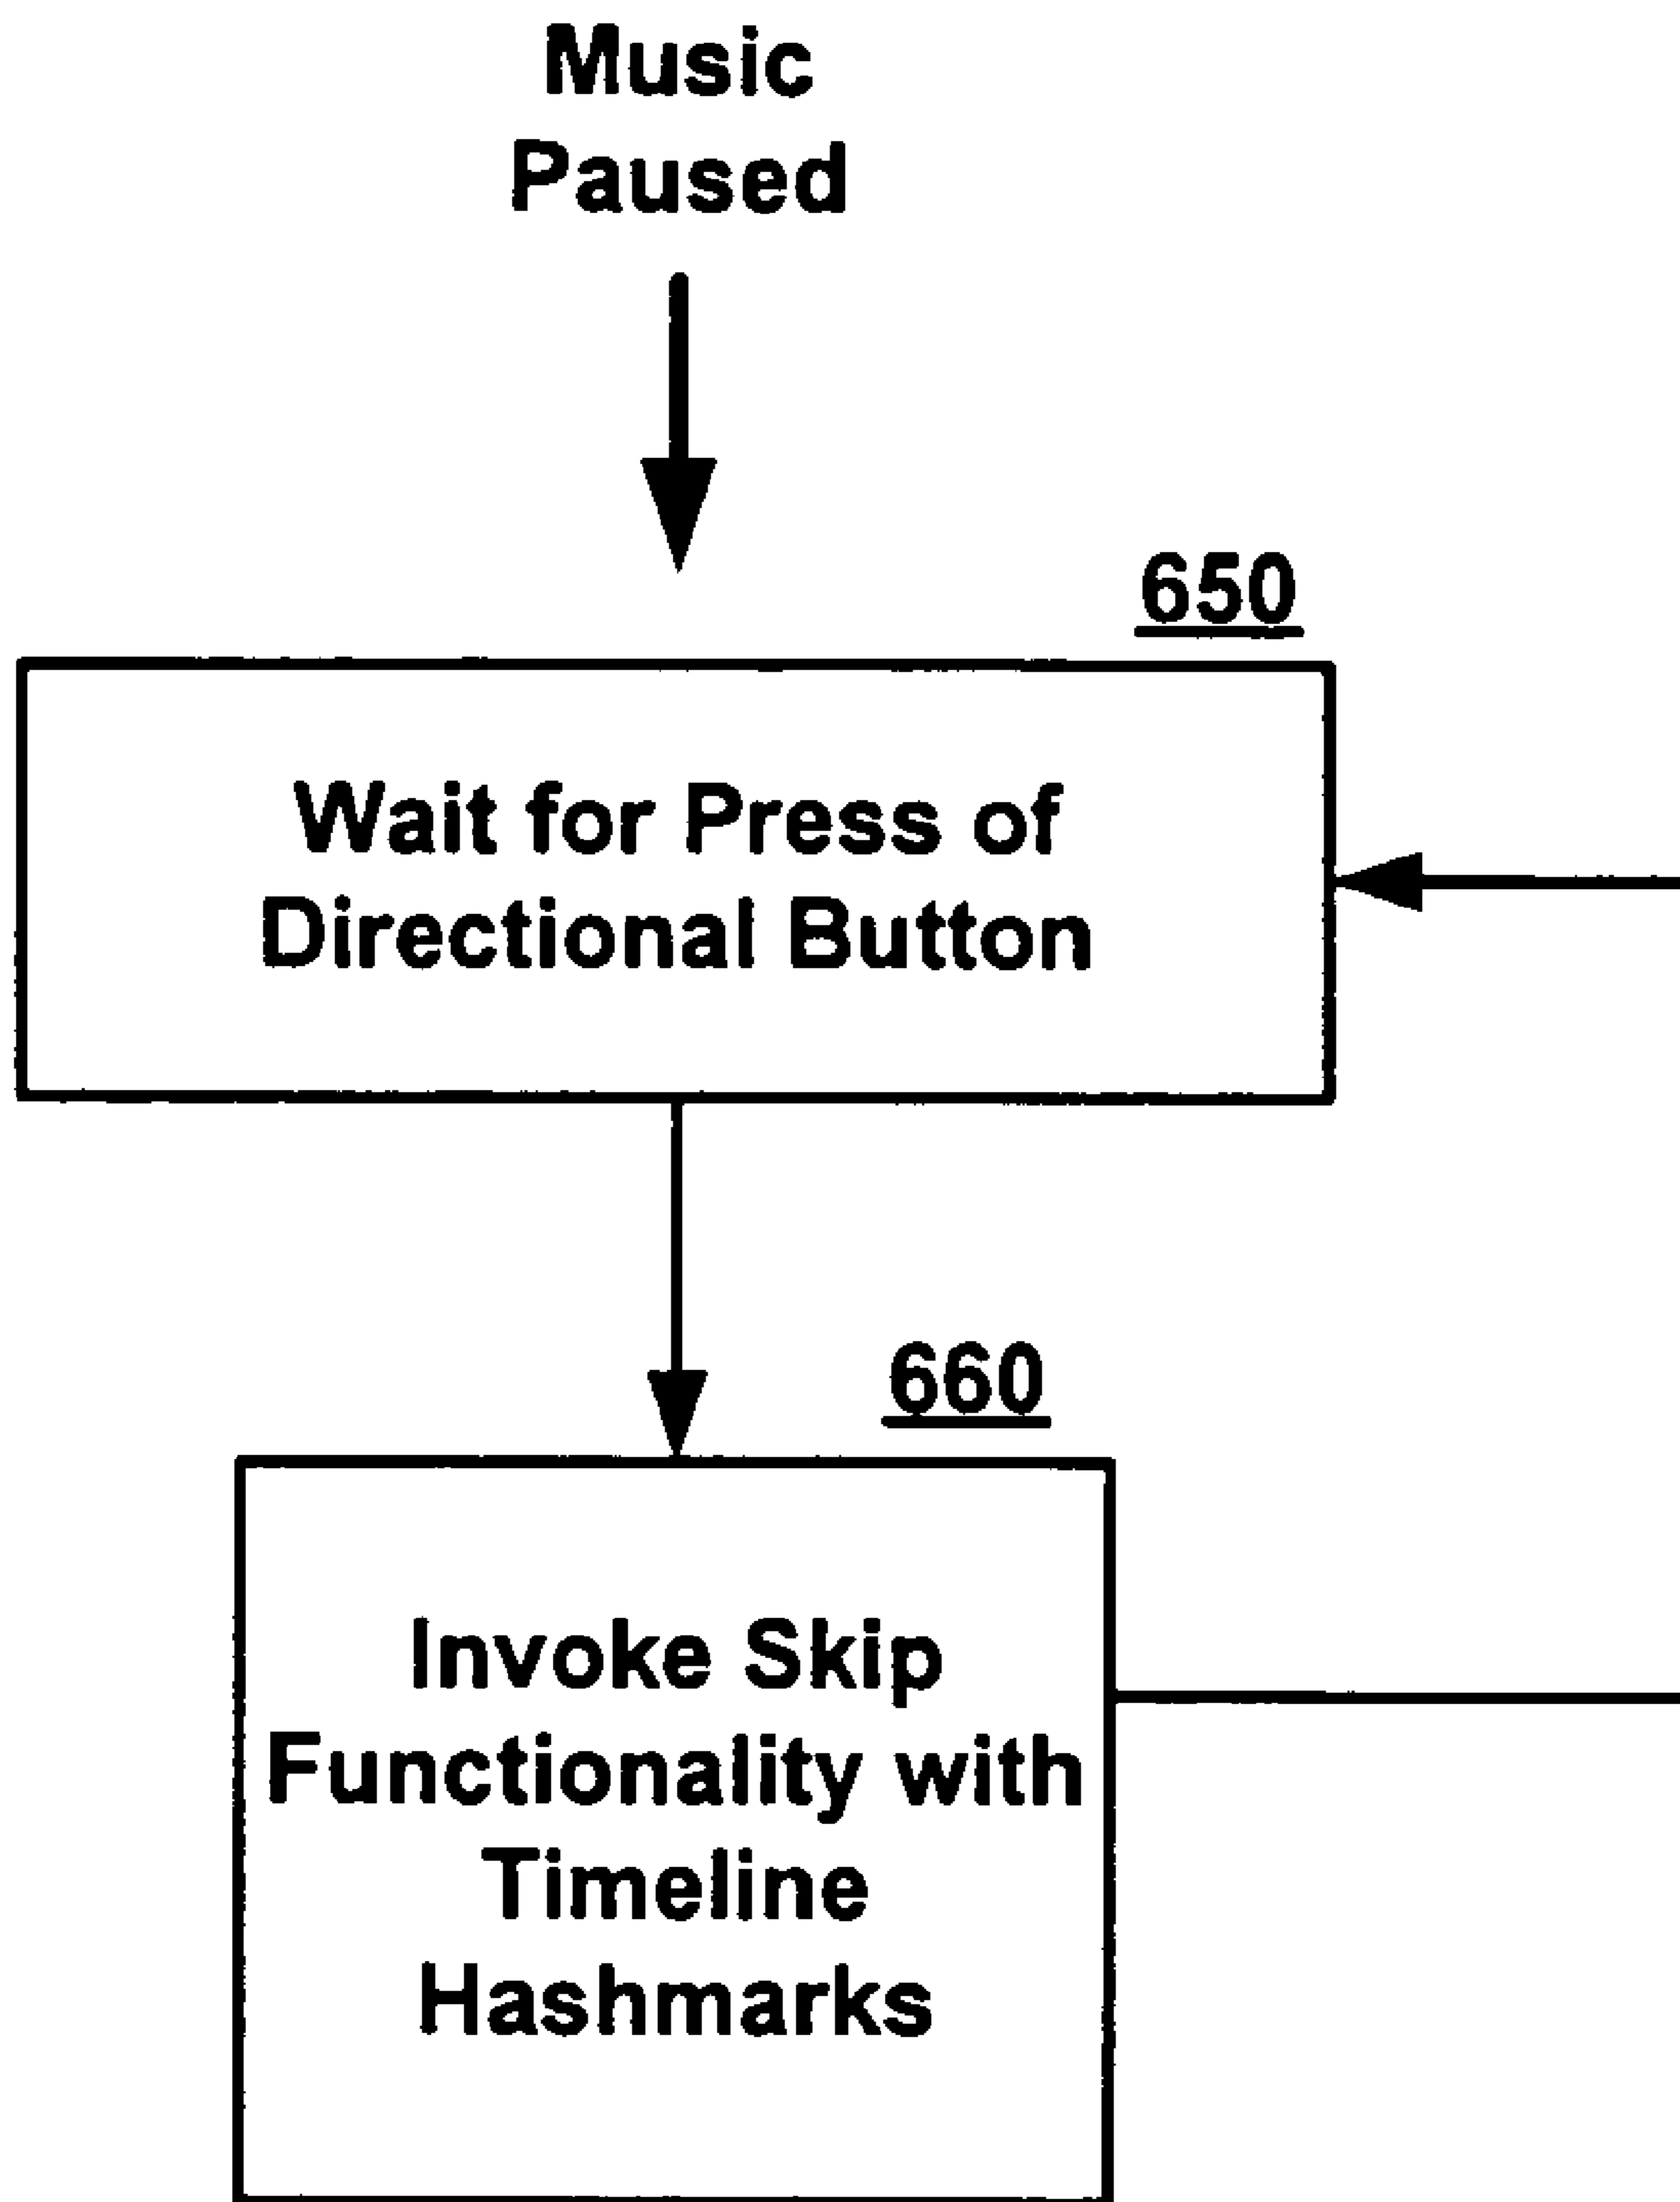 Music
Paused
650
Wait for Press of
Directional Button
660
Invoke Skip
Functionality with
Timeline
Hashmarks